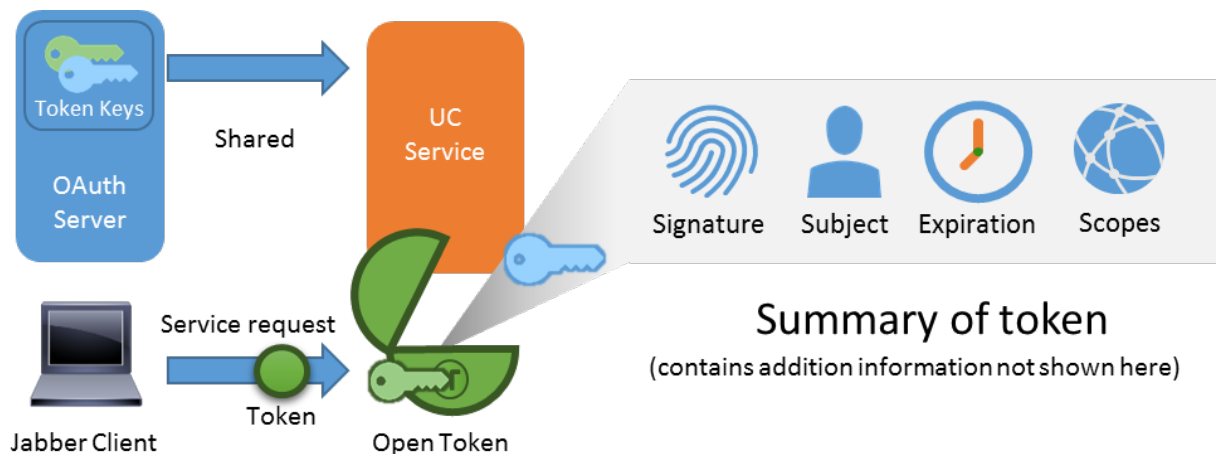 Token Keys
OAuth
Server
Shared
UC
Service
Signature
Subject
Expiration
Scopes
Service request
Token
Jabber Client
Open Token
Summary of token
(contains addition information not shown here)